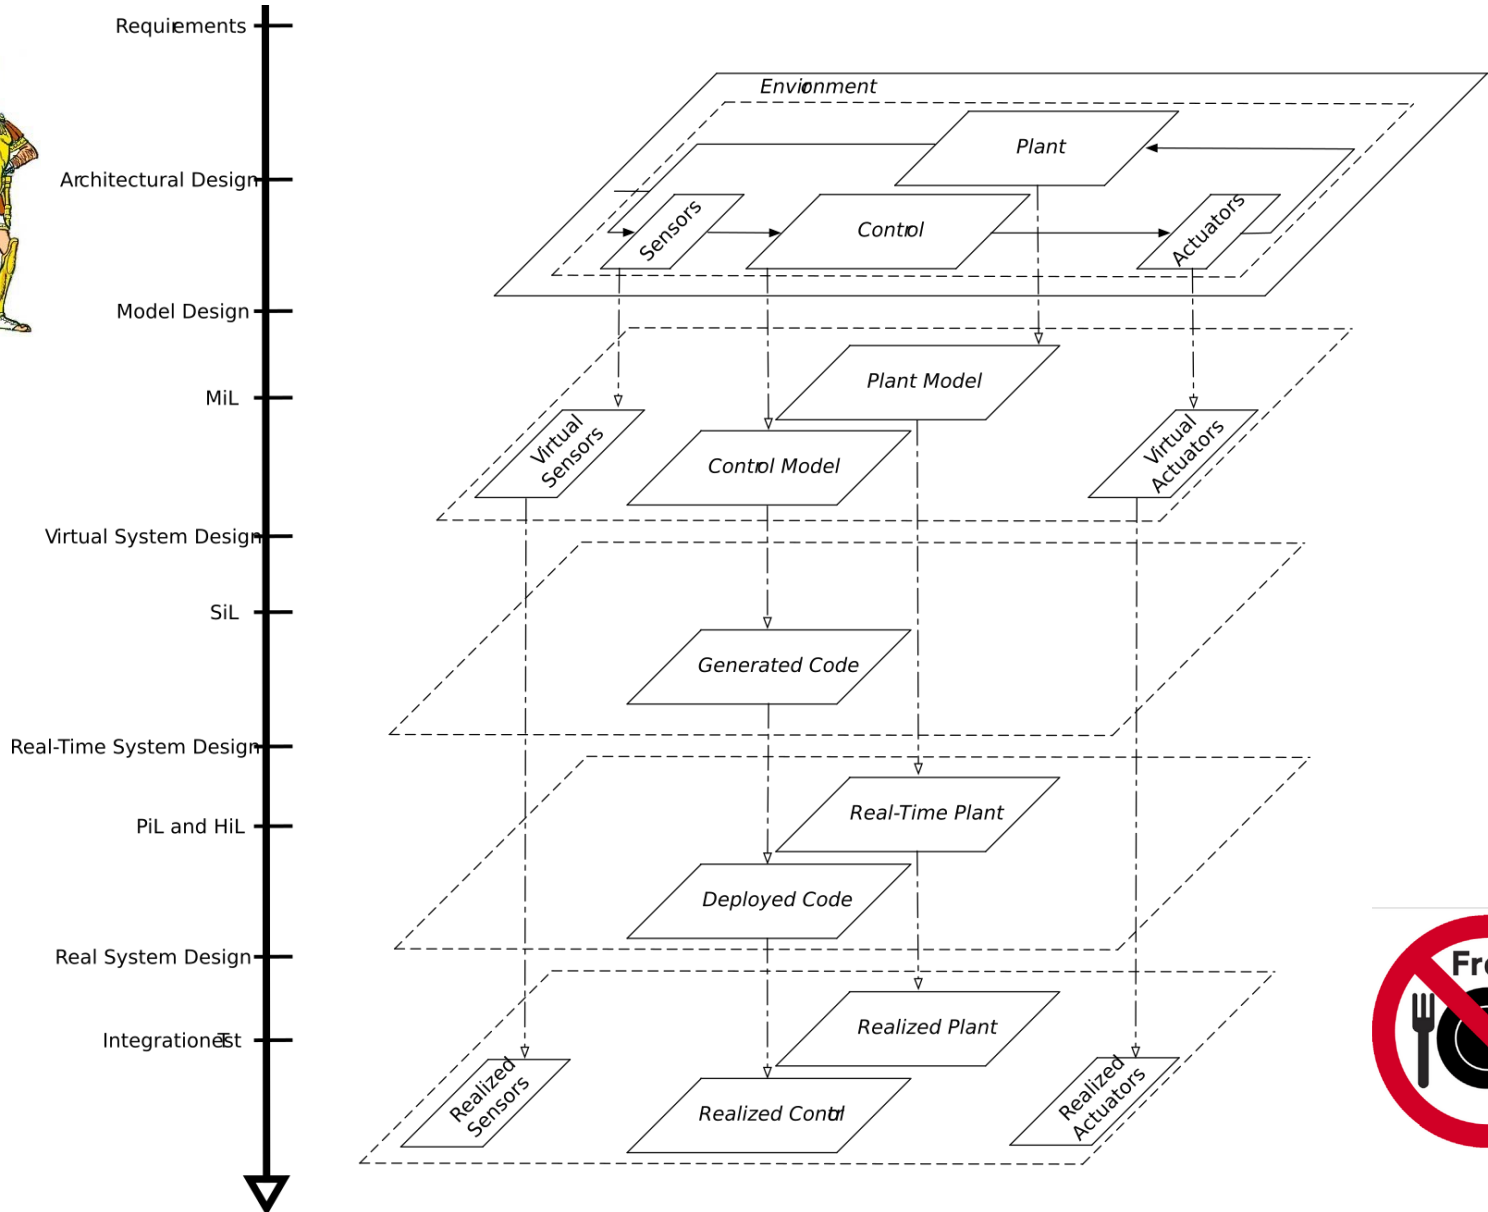 Requirements
Environment
Plant
Architectural Design
Sensors
Control
Actuators
Model Design
Plant Model
MiL
Virtual
Sensors
Control Model
Virtual
Actuators
Virtual System Design
SiL
Generated Code
Real-Time System Design
Real-Time Plant
PiL and HiL
Deployed Code
Real System Design
Realized Plant
Integration Test
Realized
Sensors
Realized Control
Realized
Actuators